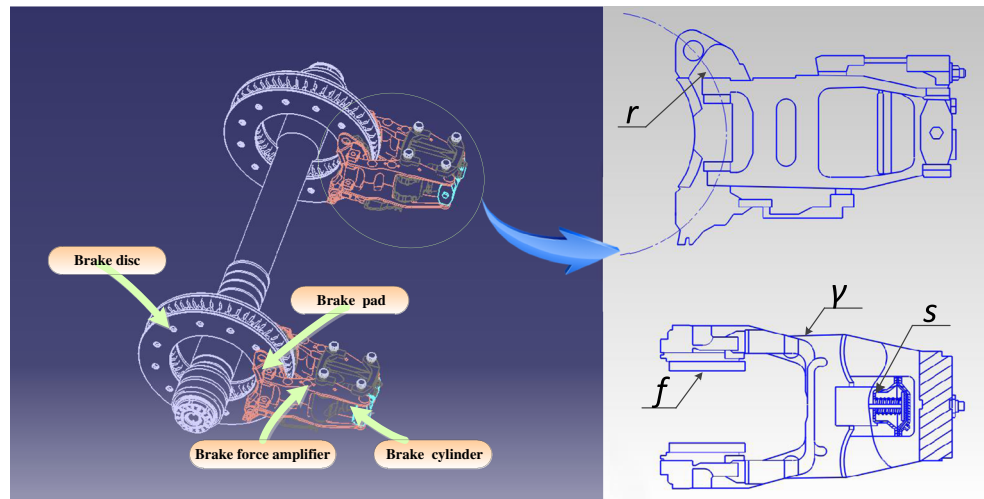 Brake disc
Brake pad
Brake force amplifier
Brake cylinder
r
γ
s
f